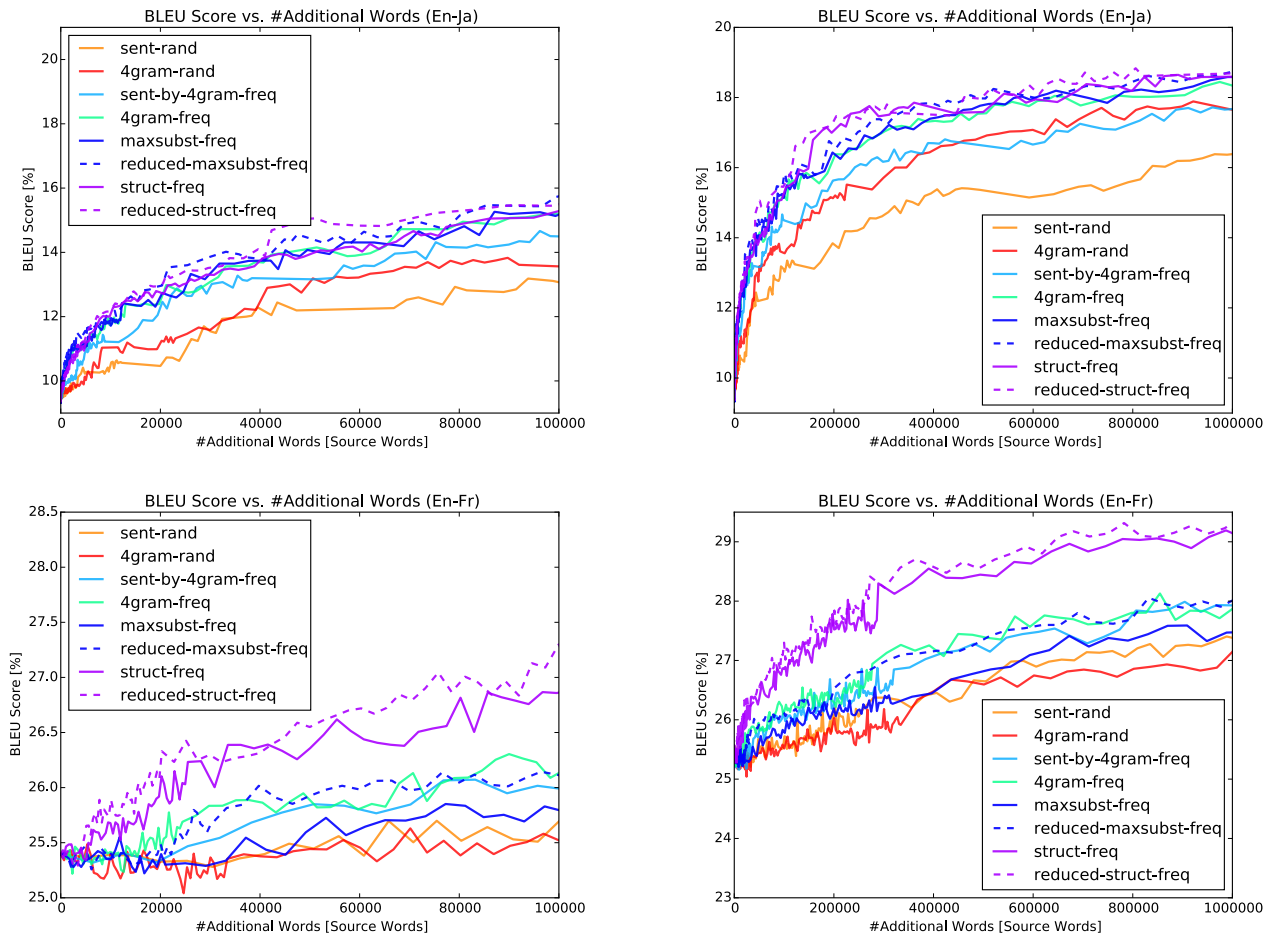 BLEU Score vs. #Additional Words (En-Ja)
20
18
16
14
12
10
BLEU Score [%]
sent-rand
4gram-rand
sent-by-4gram-freq
4gram-freq
maxsubst-freq
reduced-maxsubst-freq
struct-freq
reduced-struct-freq
0 20000 40000 60000 80000 100000
#Additional Words [Source Words]
BLEU Score vs. #Additional Words (En-Ja)
20
18
16
14
12
10
BLEU Score [%]
sent-rand
4gram-rand
sent-by-4gram-freq
4gram-freq
maxsubst-freq
reduced-maxsubst-freq
struct-freq
reduced-struct-freq
0 200000 400000 600000 800000 1000000
#Additional Words [Source Words]
BLEU Score vs. #Additional Words (En-Fr)
28.5
28.0
27.5
27.0
26.5
26.0
25.5
25.0
BLEU Score [%]
sent-rand
4gram-rand
sent-by-4gram-freq
4gram-freq
maxsubst-freq
reduced-maxsubst-freq
struct-freq
reduced-struct-freq
0 20000 40000 60000 80000 100000
#Additional Words [Source Words]
BLEU Score vs. #Additional Words (En-Fr)
29
28
27
26
25
24
23
BLEU Score [%]
sent-rand
4gram-rand
sent-by-4gram-freq
4gram-freq
maxsubst-freq
reduced-maxsubst-freq
struct-freq
reduced-struct-freq
0 200000 400000 600000 800000 1000000
#Additional Words [Source Words]